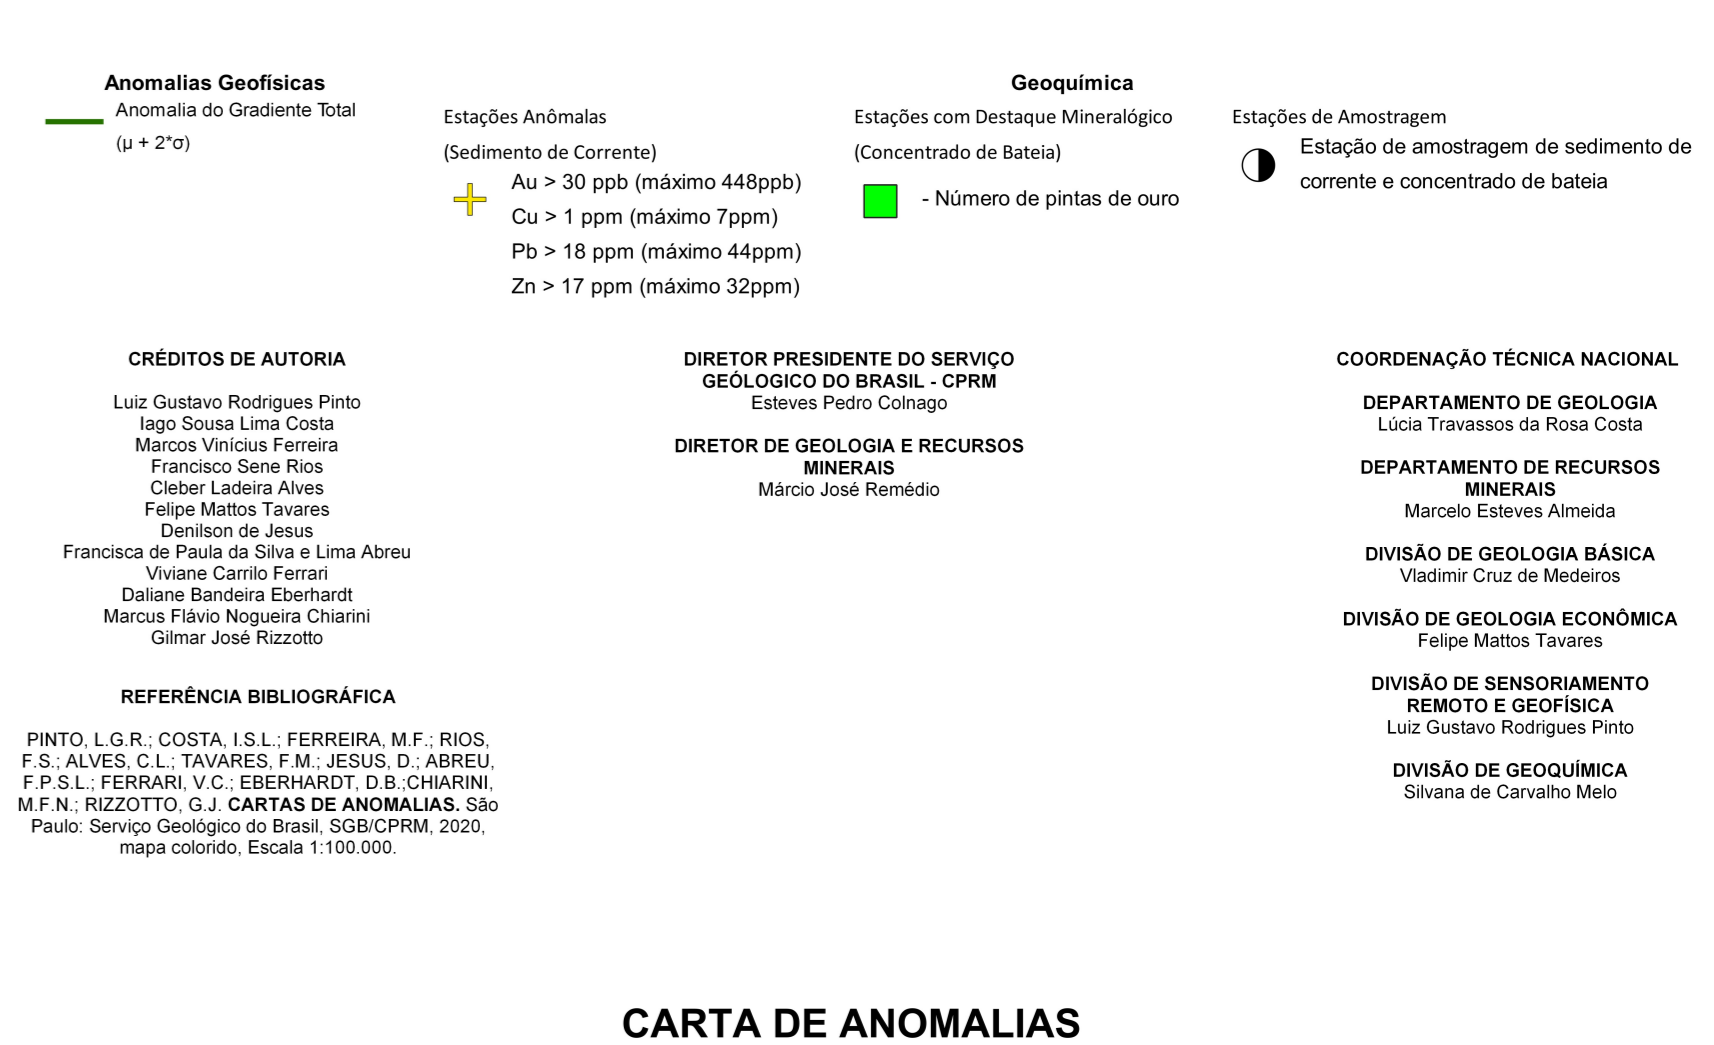 Anomalias Geofísicas
Anomalia do Gradiente Total
(µ + 2*σ)
Geoquímica
Estações Anômalas
(Sedimento de Corrente)
Au > 30 ppb (máximo 448ppb)
Cu > 1 ppm (máximo 7ppm)
Pb > 18 ppm (máximo 44ppm)
Zn > 17 ppm (máximo 32ppm)
Estações com Destaque Mineralógico
(Concentrado de Bateia)
- Número de pintas de ouro
Estações de Amostragem
Estação de amostragem de sedimento de
corrente e concentrado de bateia
CRÉDITOS DE AUTORIA
Luiz Gustavo Rodrigues Pinto
Iago Sousa Lima Costa
Marcos Vinícius Ferreira
Francisco Sene Rios
Cleber Ladeira Alves
Felipe Mattos Tavares
Denilson de Jesus
Francisca de Paula da Silva e Lima Abreu
Viviane Carrilo Ferrari
Daliane Bandeira Eberhardt
Marcus Flávio Nogueira Chiarini
Gilmar José Rizzotto
REFERÊNCIA BIBLIOGRÁFICA
PINTO, L.G.R.; COSTA, I.S.L.; FERREIRA, M.F.; RIOS,
F.S.; ALVES, C.L.; TAVARES, F.M.; JESUS, D.; ABREU,
F.P.S.L.; FERRARI, V.C.; EBERHARDT, D.B.;CHIARINI,
M.F.N.; RIZZOTTO, G.J. CARTAS DE ANOMALIAS. São
Paulo: Serviço Geológico do Brasil, SGB/CPRM, 2020,
mapa colorido, Escala 1:100.000.
DIRETOR PRESIDENTE DO SERVIÇO
GEÓLOGICO DO BRASIL - CPRM
Esteves Pedro Colnago
DIRETOR DE GEOLOGIA E RECURSOS
MINERAIS
Márcio José Remédio
COORDENAÇÃO TÉCNICA NACIONAL
DEPARTAMENTO DE GEOLOGIA
Lúcia Travassos da Rosa Costa
DEPARTAMENTO DE RECURSOS
MINERAIS
Marcelo Esteves Almeida
DIVISÃO DE GEOLOGIA BÁSICA
Vladimir Cruz de Medeiros
DIVISÃO DE GEOLOGIA ECONÔMICA
Felipe Mattos Tavares
DIVISÃO DE SENSORIAMENTO
REMOTO E GEOFÍSICA
Luiz Gustavo Rodrigues Pinto
DIVISÃO DE GEOQUÍMICA
Silvana de Carvalho Melo
CARTA DE ANOMALIAS